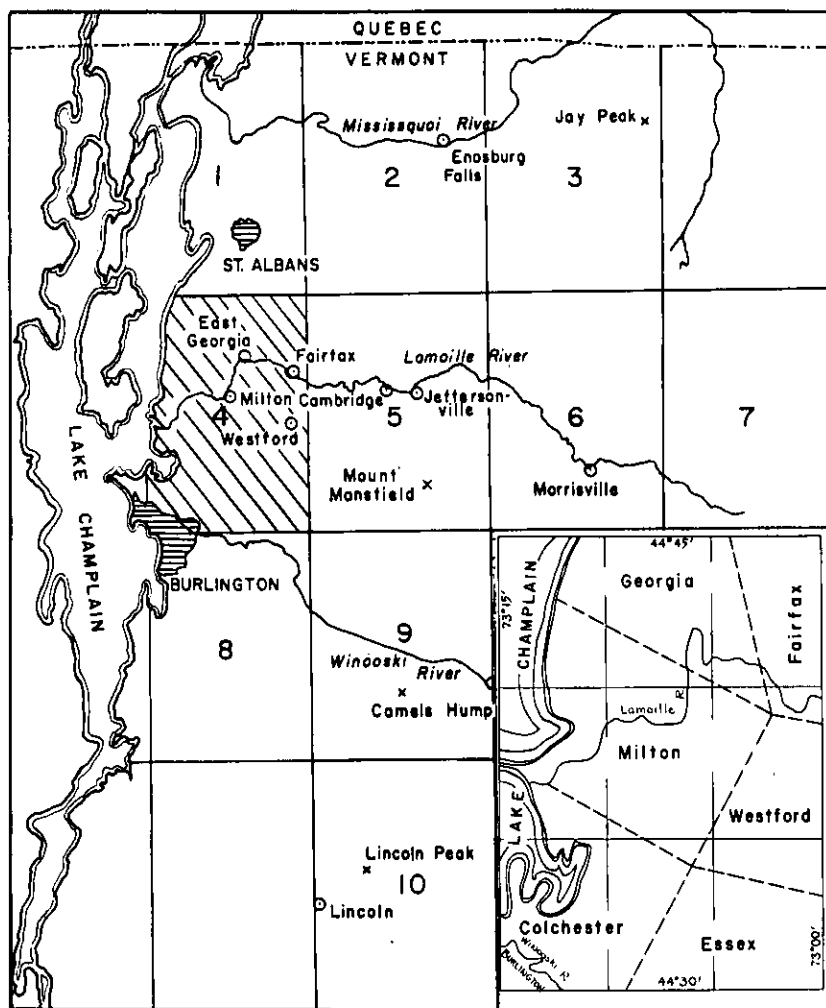 QUEBEC
VERMONT
Missisquoi River
Jay Peak
Enosburg
Falls
1
2
3
ST. ALBANS
East
Georgia
Fairfax
Lamoille River
4
Milton
Cambridge
5
Jefferson-
ville
6
7
Westford
Mount
Mansfield
Morrisville
LAKE CHAMPLAIN
BURLINGTON
8
9
Winooski
River
Camels Hump
Lincoln Peak
10
Lincoln
44°45'
73°15'
CHAMPLAIN
Georgia
Fairfax
Lamoille R.
Milton
LAKE
Westford
Colchester
Essex
Winooski R.
BURLINGTON
44°30'
73°00'